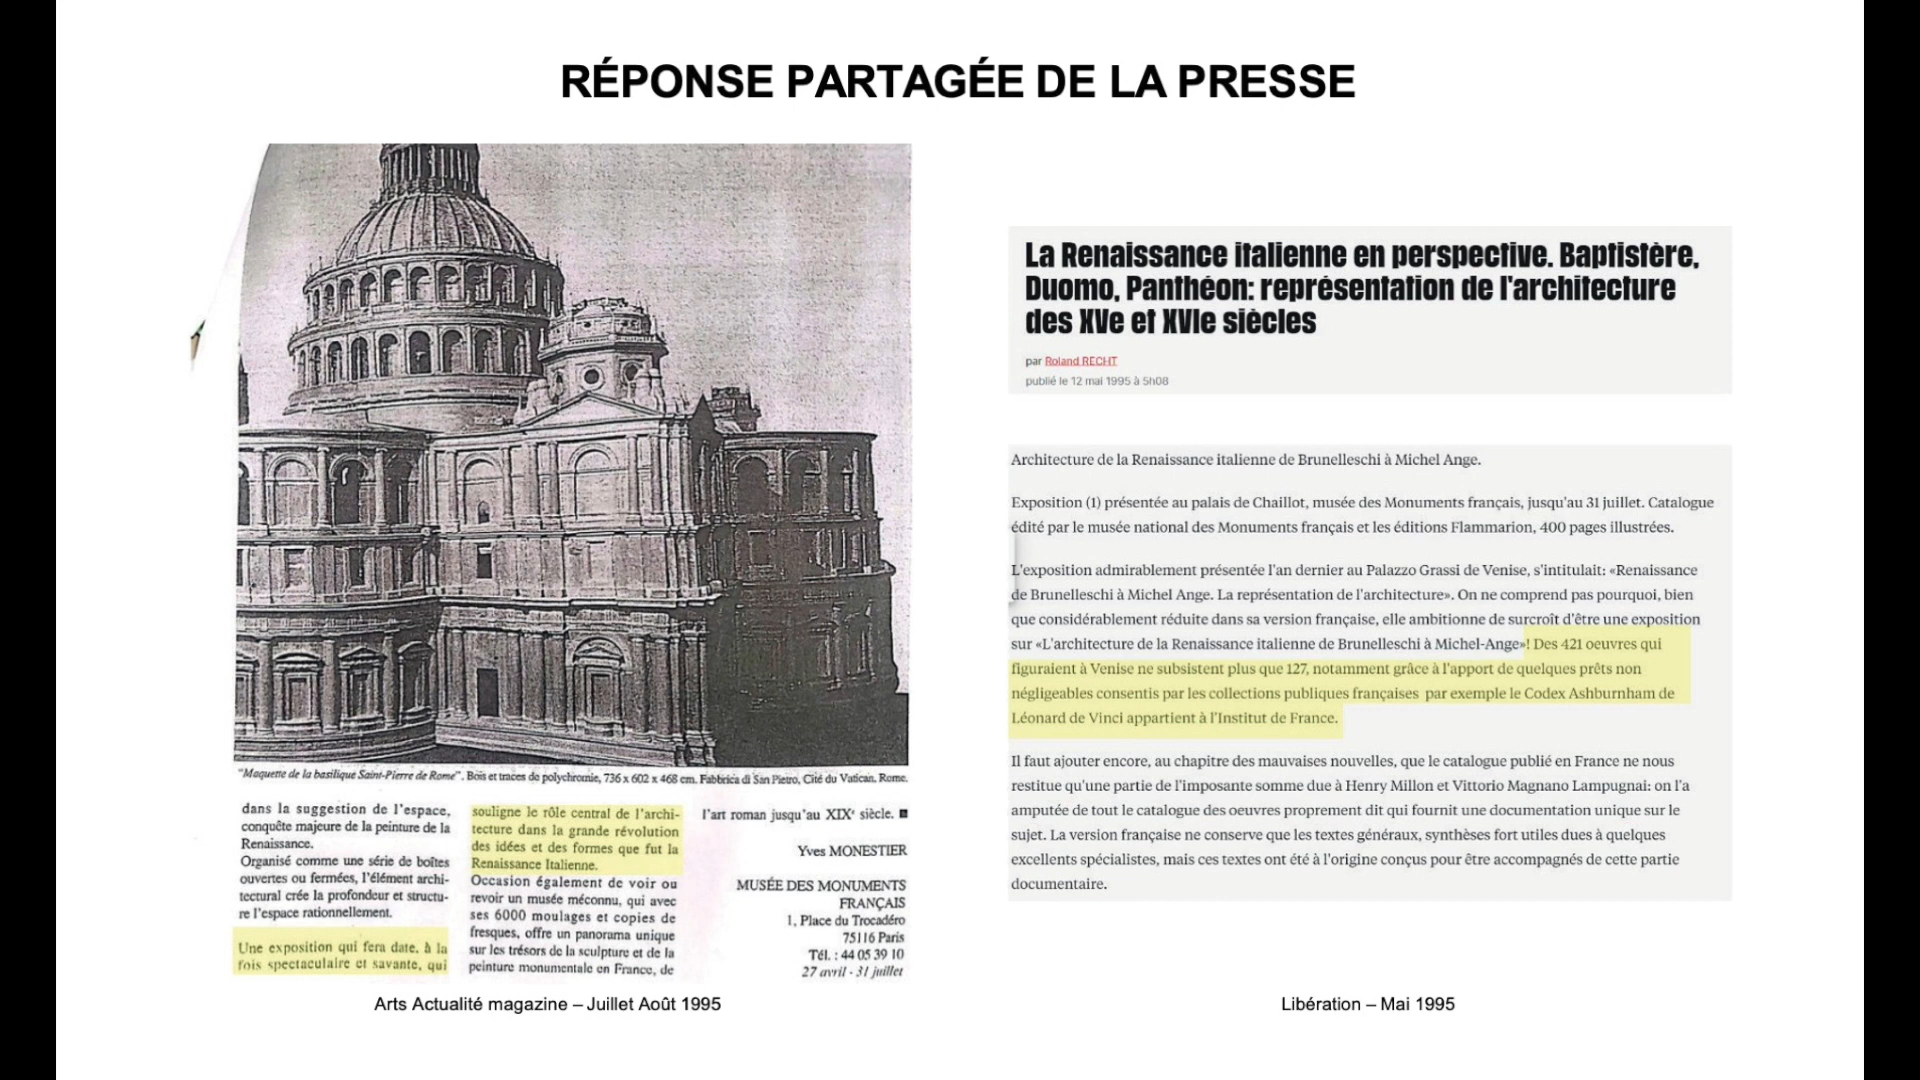 RÉPONSE PARTAGÉE DE LA PRESSE
"Maquette de la basilique Saint-Pierre de Rome". Bois et traces de polychromie, 736 x 602 x 468 cm. Fabbrica di San Pietro, Cité du Vatican, Rome.
dans la suggestion de l'espace,
conquête majeure de la peinture de la
Renaissance.
Organisé comme une série de boîtes
ouvertes ou fermées, l'élément archi-
tectural crée la profondeur et structu-
re l'espace rationnellement.
Une exposition qui fera date, à la
fois spectaculaire et savante, qui
souligne le rôle central de l'archi-
tecture dans la grande révolution
des idées et des formes que fut la
Renaissance Italienne.
Occasion également de voir ou
revoir un musée méconnu, qui avec
ses 6000 moulages et copies de
fresques, offre un panorama unique
sur les trésors de la sculpture et de la
peinture monumentale en France, de
l'art roman jusqu'au XIXe siècle. ■
Yves MONESTIER
MUSÉE DES MONUMENTS
FRANÇAIS
1, Place du Trocadéro
75116 Paris
Tél. : 44 05 39 10
27 avril - 31 juillet
Arts Actualité magazine – Juillet Août 1995
La Renaissance italienne en perspective. Baptistère,
Duomo, Panthéon: représentation de l'architecture
des XVe et XVIe siècles
par Roland RECHT
publié le 12 mai 1995 à 5h08
Architecture de la Renaissance italienne de Brunelleschi à Michel Ange.
Exposition (1) présentée au palais de Chaillot, musée des Monuments français, jusqu'au 31 juillet. Catalogue
édité par le musée national des Monuments français et les éditions Flammarion, 400 pages illustrées.
L'exposition admirablement présentée l'an dernier au Palazzo Grassi de Venise, s'intitulait: «Renaissance
de Brunelleschi à Michel Ange. La représentation de l'architecture». On ne comprend pas pourquoi, bien
que considérablement réduite dans sa version française, elle ambitionne de surcroît d'être une exposition
sur «L'architecture de la Renaissance italienne de Brunelleschi à Michel-Ange»! Des 421 oeuvres qui
figuraient à Venise ne subsistent plus que 127, notamment grâce à l'apport de quelques prêts non
négligeables consentis par les collections publiques françaises par exemple le Codex Ashburnham de
Léonard de Vinci appartient à l'Institut de France.
Il faut ajouter encore, au chapitre des mauvaises nouvelles, que le catalogue publié en France ne nous
restitue qu'une partie de l'imposante somme due à Henry Millon et Vittorio Magnano Lampugnai: on l'a
amputée de tout le catalogue des oeuvres proprement dit qui fournit une documentation unique sur le
sujet. La version française ne conserve que les textes généraux, synthèses fort utiles dues à quelques
excellents spécialistes, mais ces textes ont été à l'origine conçus pour être accompagnés de cette partie
documentaire.
Libération – Mai 1995